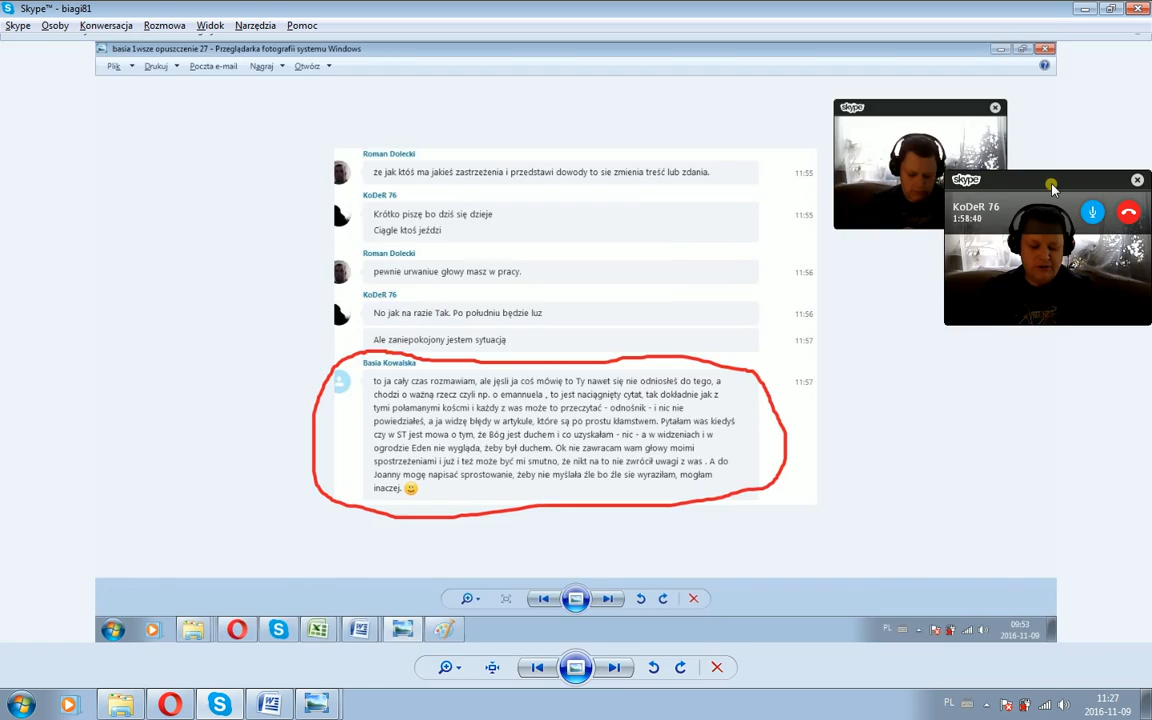 Skype™ - biagi81
Skype Osoby Konwersacja Rozmowa Widok Narzędzia Pomoc
basia 1wsze opuszczenie 27 - Przeglądarka fotografii systemu Windows
Plik Drukuj Poczta e-mail Nagraj Otwórz
Roman Dolecki
że jak któś ma jakieś zastrzeżenia i przedstawi dowody to sie zmienia treść lub zdania. 11:55
KoDeR 76
Krótko piszę bo dziś się dzieje 11:55
Ciągle ktoś jeździ
Roman Dolecki
pewnie urwaniue głowy masz w pracy. 11:56
KoDeR 76
No jak na razie Tak. Po południu będzie luz 11:56
Ale zaniepokojony jestem sytuacją 11:57
Basia Kowalska
to ja cały czas rozmawiam, ale jęsli ja coś mówię to Ty nawet się nie odniosłeś do tego, a 11:57
chodzi o ważną rzecz czyli np. o emannuela , to jest naciągnięty cytat, tak dokładnie jak z
tymi połamanymi kośćmi i każdy z was może to przeczytać - odnośnik - i nic nie
powiedziałeś, a ja widzę błędy w artykule, które są po prostu kłamstwem. Pytałam was kiedyś
czy w ST jest mowa o tym, że Bóg jest duchem i co uzyskałam - nic - a w widzeniach i w
ogrodzie Eden nie wygląda, żeby był duchem. Ok nie zawracam wam głowy moimi
spostrzeżeniami i już i też może być mi smutno, że nikt na to nie zwrócił uwagi z was . A do
Joanny mogę napisać sprostowanie, żeby nie myślała źle bo źle sie wyraziłam, mogłam
inaczej.
skype
skype
KoDeR 76
1:58:40
PL
09:53
2016-11-09
PL
11:27
2016-11-09